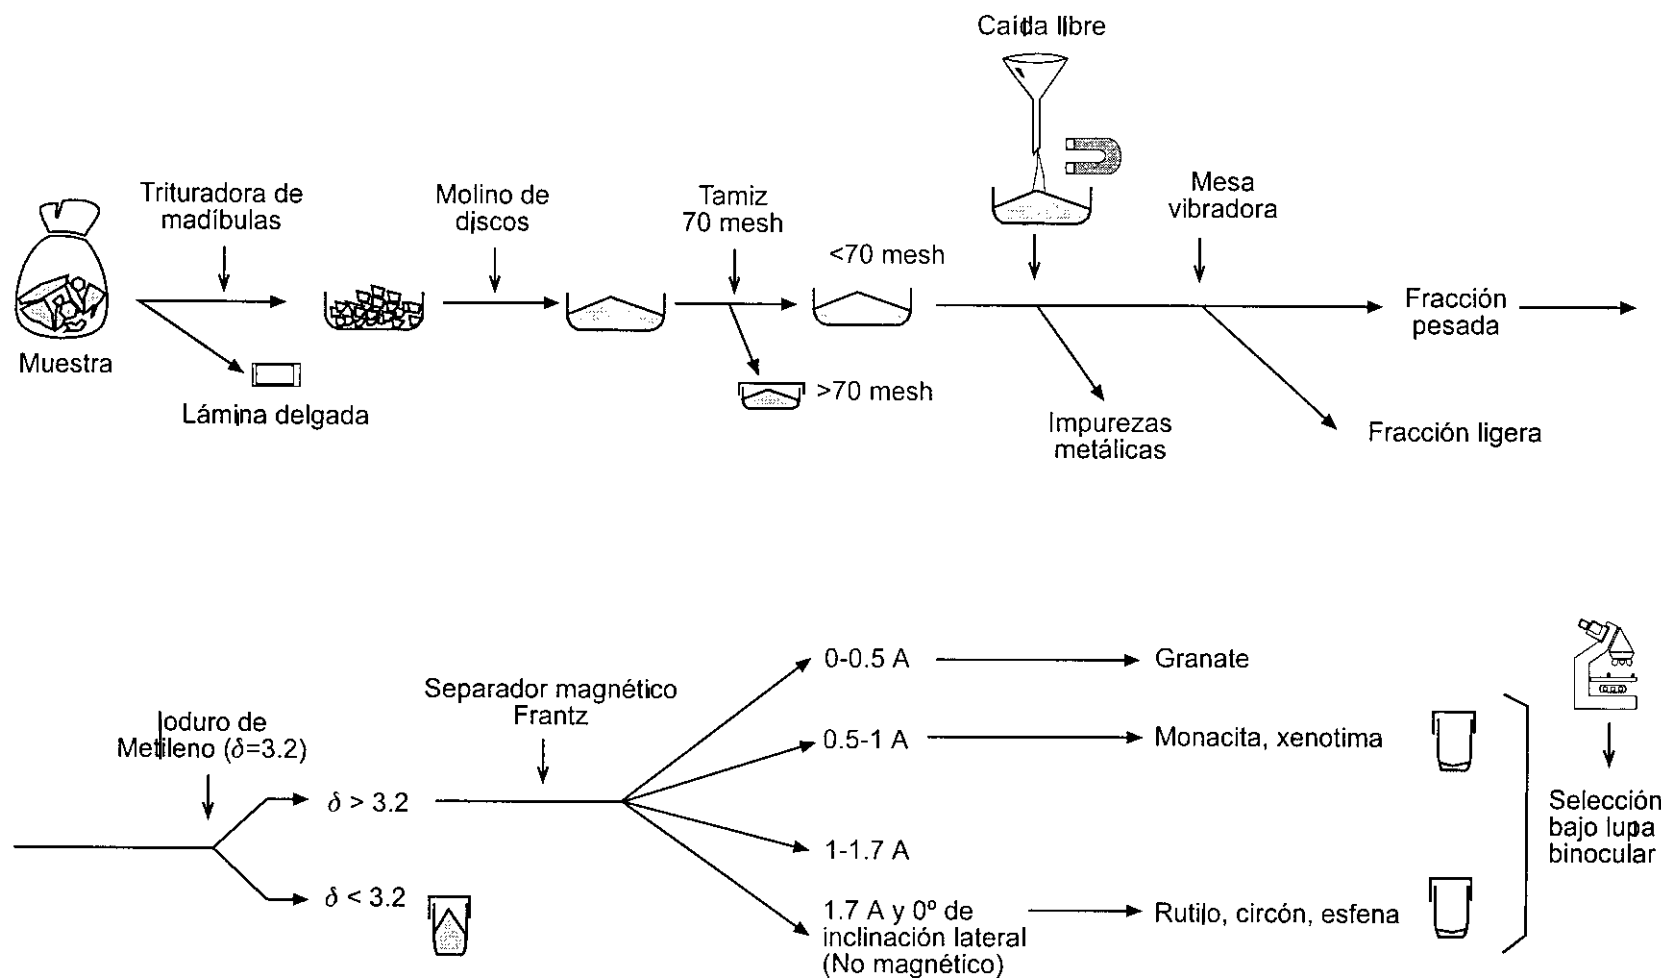 Caída libre
Trituradora de
madíbulas
Molino de
discos
Tamiz
70 mesh
Mesa
vibradora
<70 mesh
Fracción
pesada
Muestra
>70 mesh
Lámina delgada
Impurezas
metálicas
Fracción ligera
Separador magnético
Frantz
0-0.5 A
Granate
Ioduro de
Metileno (δ=3.2)
0.5-1 A
Monacita, xenotima
δ > 3.2
Selección
bajo lupa
binocular
1-1.7 A
δ < 3.2
1.7 A y 0º de
inclinación lateral
(No magnético)
Rutilo, circón, esfena